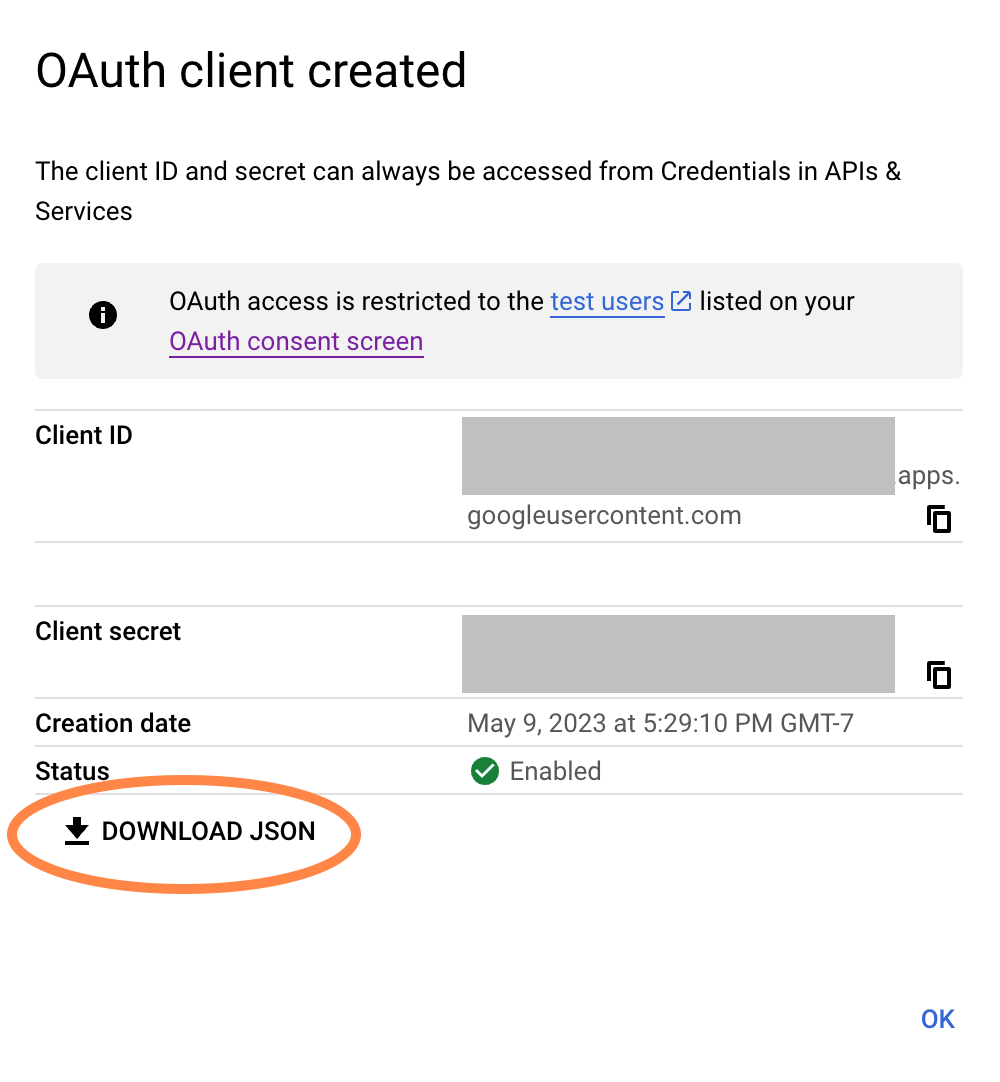 OAuth client created
The client ID and secret can always be accessed from Credentials in APIs &
Services
OAuth access is restricted to the test users listed on your
OAuth consent screen
Client ID
.apps.
googleusercontent.com
Client secret
Creation date May 9, 2023 at 5:29:10 PM GMT-7
Status Enabled
DOWNLOAD JSON
OK